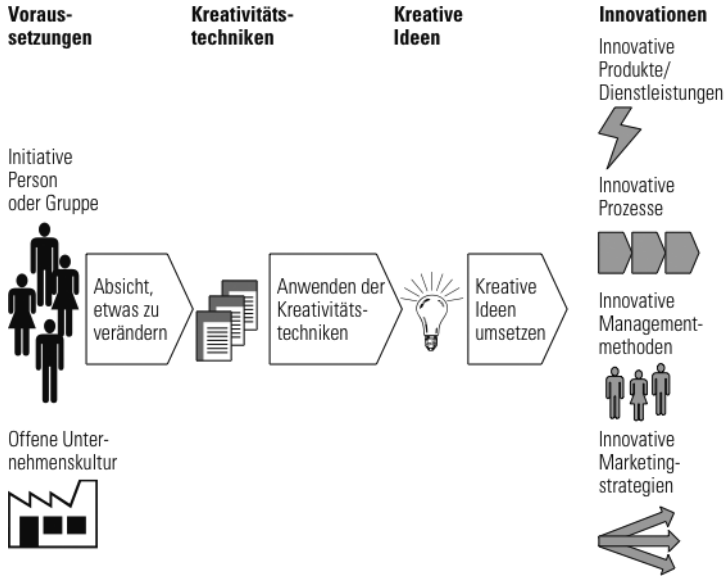 Voraus-
setzungen
Kreativitäts-
techniken
Kreative
Ideen
Innovationen
Innovative
Produkte/
Dienstleistungen
Initiative
Person
oder Gruppe
Innovative
Prozesse
Absicht,
etwas zu
verändern
Anwenden der
Kreativitäts-
techniken
Kreative
Ideen
umsetzen
Innovative
Management-
methoden
Offene Unter-
nehmenskultur
Innovative
Marketing-
strategien